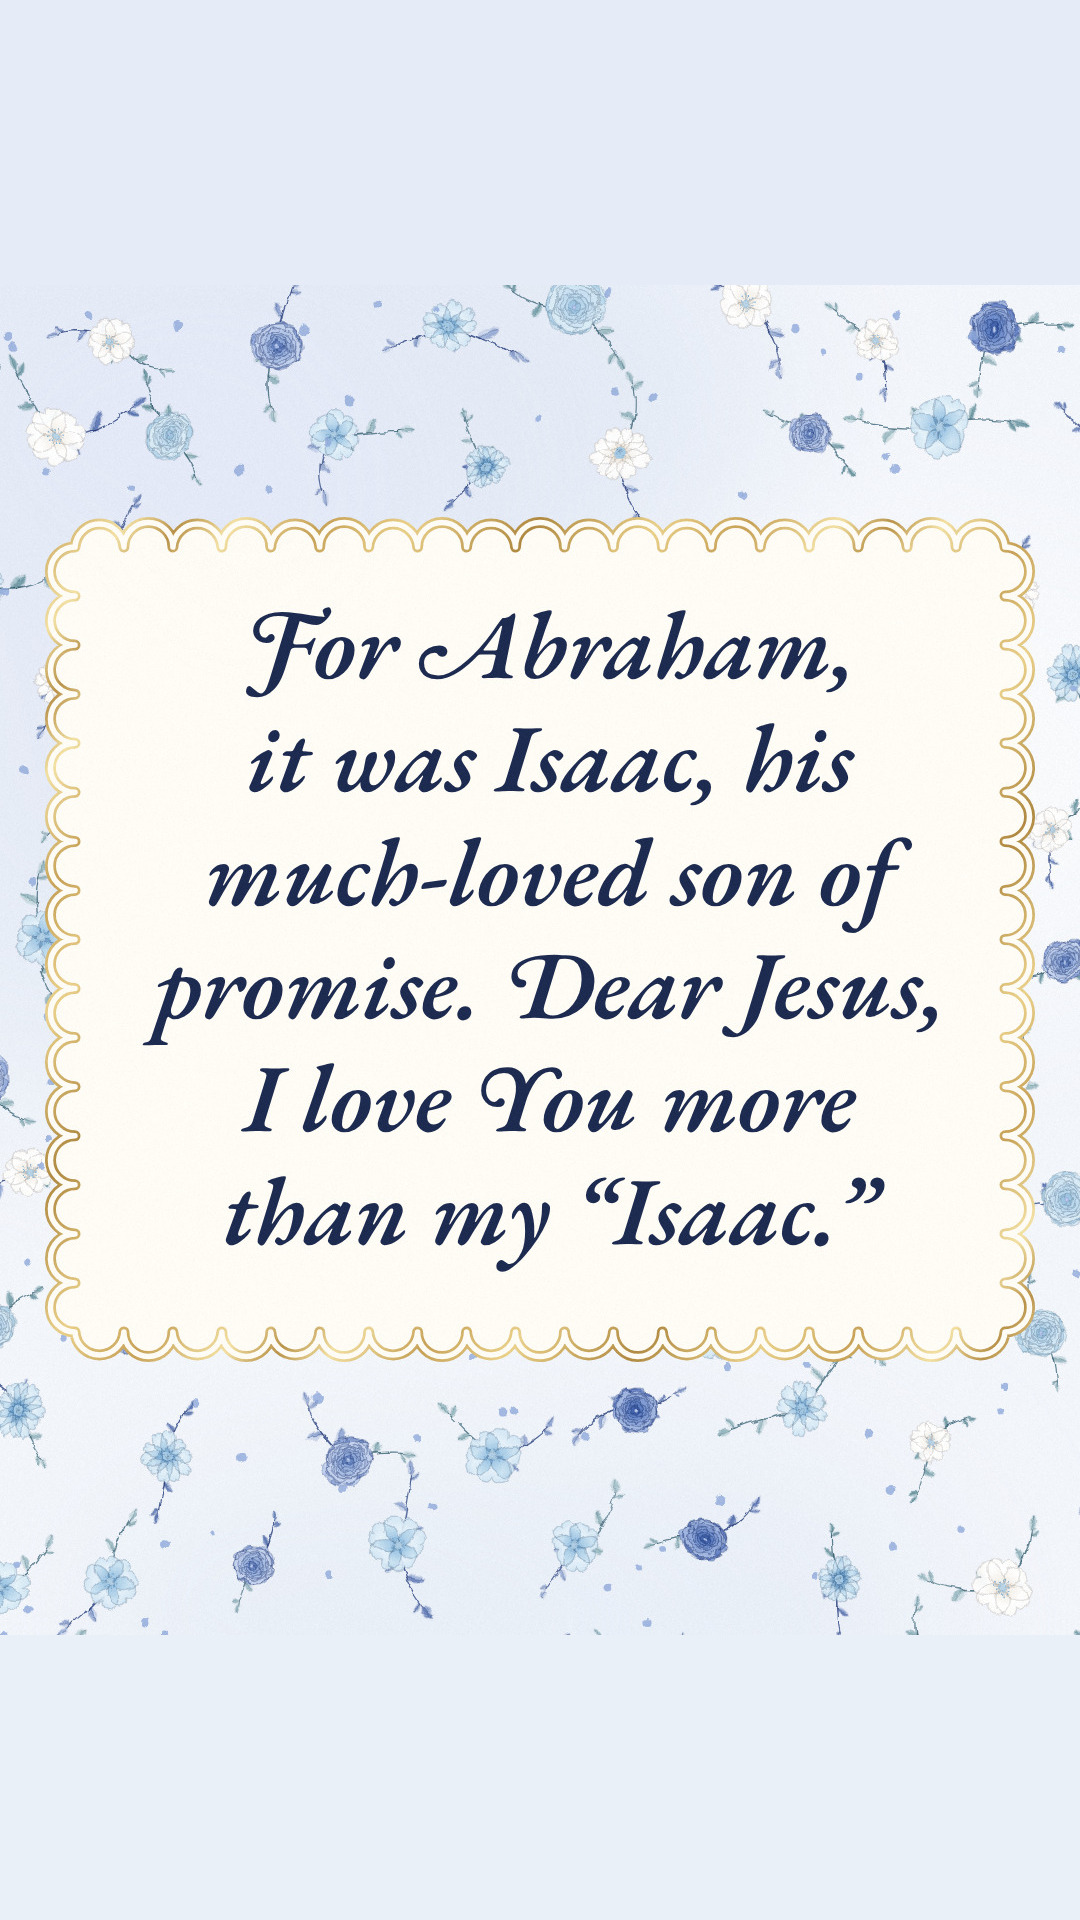 For Abraham,
it was Isaac, his
much-loved son of
promise. Dear Jesus,
I love You more
than my “Isaac.”